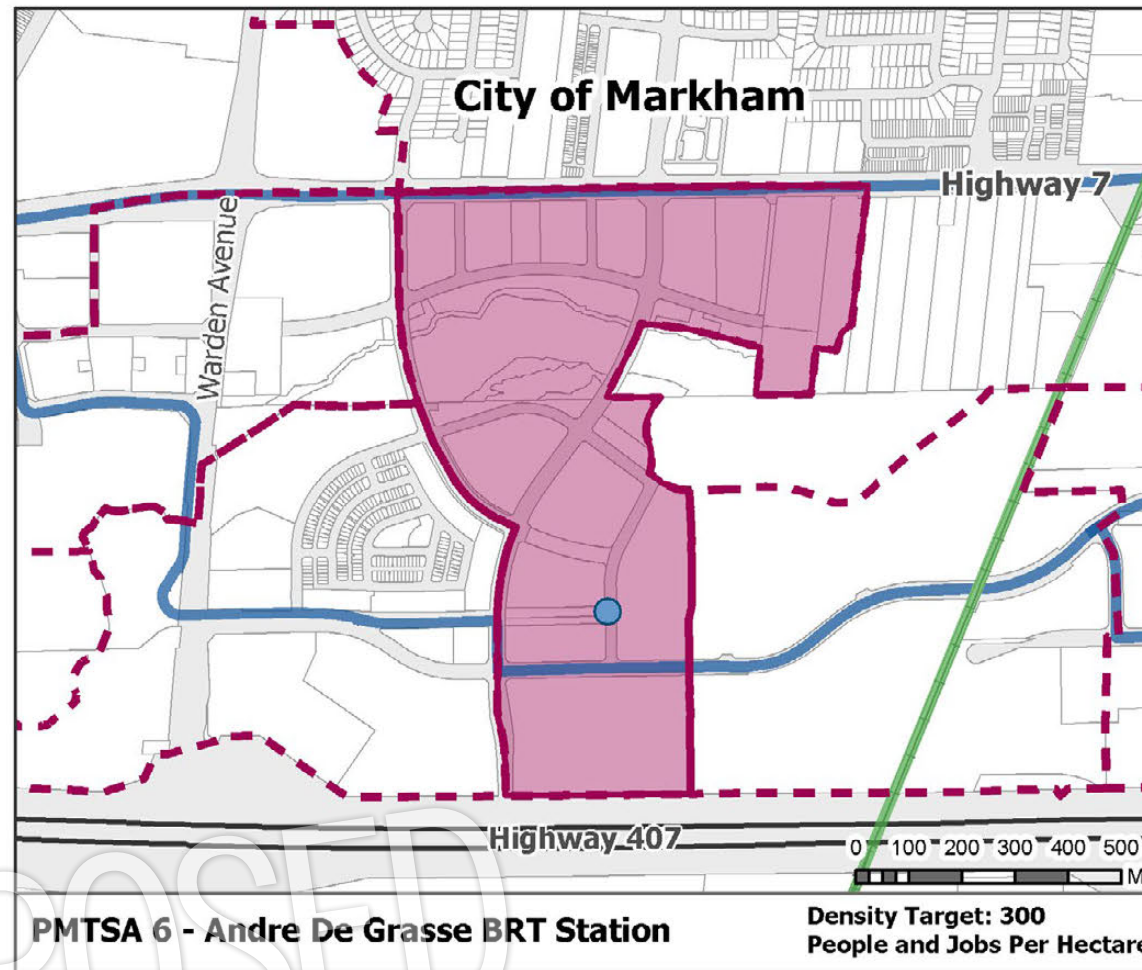 City of Markham
Highway 7
Warden Avenue
Highway 407
0 100 200 300 400 500
M
POSED
PMTSA 6 - Andre De Grasse BRT Station
Density Target: 300
People and Jobs Per Hectare